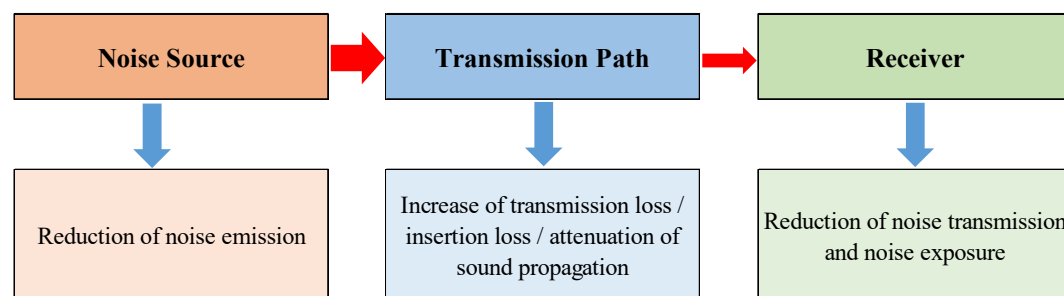 Noise Source
Transmission Path
Receiver
Reduction of noise emission
Increase of transmission loss /
insertion loss / attenuation of
sound propagation
Reduction of noise transmission
and noise exposure